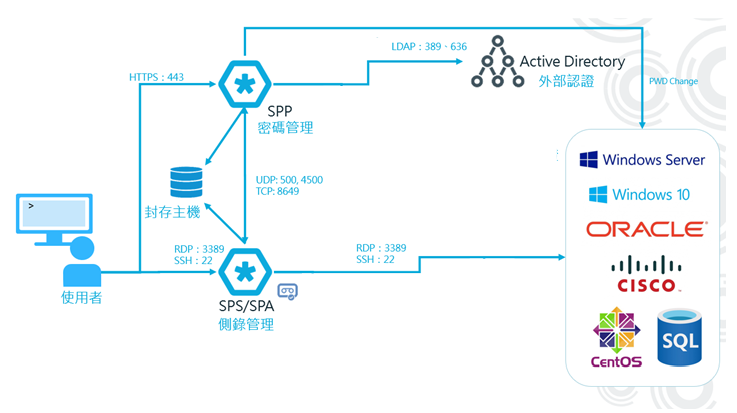 LDAP：389、636
Active Directory
外部認證
HTTPS：443
PWD Change
SPP
密碼管理
Windows Server
UDP: 500, 4500
TCP: 8649
Windows 10
封存主機
>
ORACLE
RDP：3389
SSH：22
RDP：3389
SSH：22
CISCO
使用者
SPS/SPA
側錄管理
CentOS
SQL